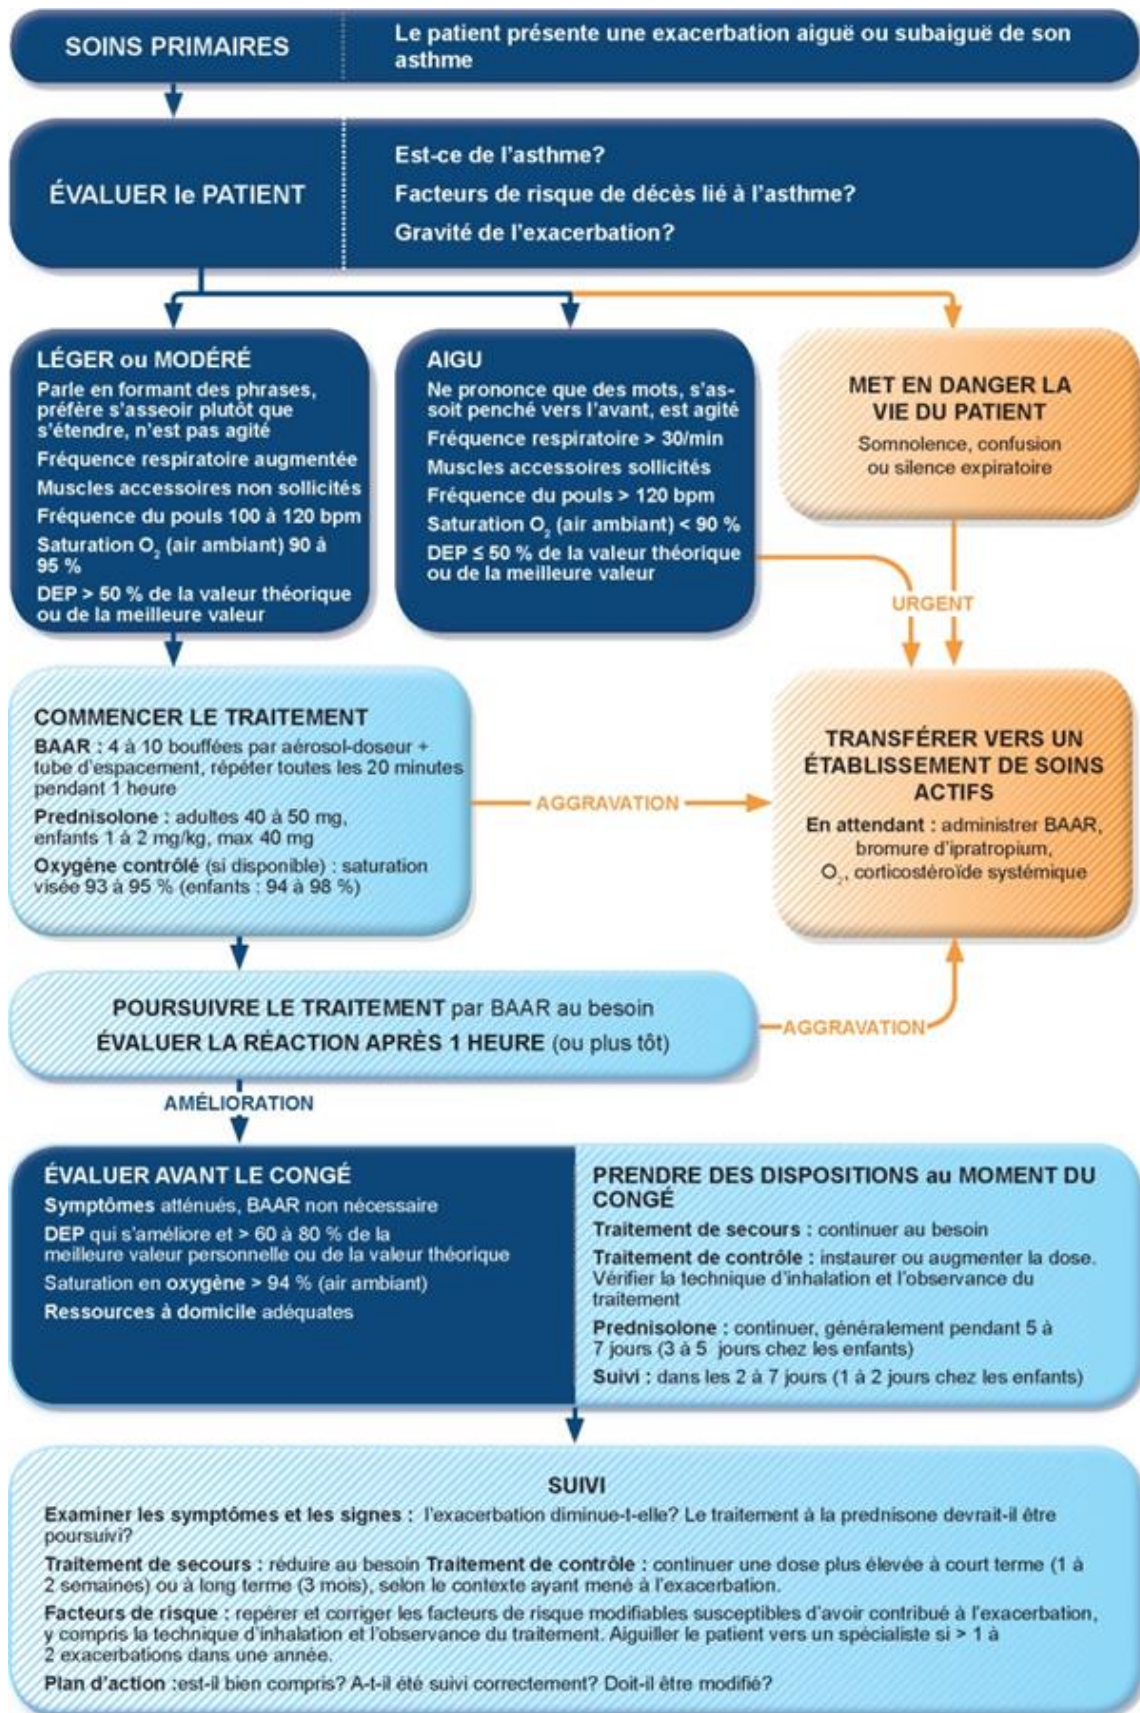 SOINS PRIMAIRES
Le patient présente une exacerbation aiguë ou subaiguë de son
asthme
ÉVALUER le PATIENT
Est-ce de l'asthme?
Facteurs de risque de décès lié à l'asthme?
Gravité de l'exacerbation?
LÉGER ou MODÉRÉ
Parle en formant des phrases,
préfère s'asseoir plutôt que
s'étendre, n'est pas agité
Fréquence respiratoire augmentée
Muscles accessoires non sollicités
Fréquence du pouls 100 à 120 bpm
Saturation O₂ (air ambiant) 90 à
95 %
DEP > 50 % de la valeur théorique
ou de la meilleure valeur
AIGU
Ne prononce que des mots, s'as-
soit penché vers l'avant, est agité
Fréquence respiratoire > 30/min
Muscles accessoires sollicités
Fréquence du pouls > 120 bpm
Saturation O₂ (air ambiant) < 90 %
DEP ≤ 50 % de la valeur théorique
ou de la meilleure valeur
MET EN DANGER LA
VIE DU PATIENT
Somnolence, confusion
ou silence expiratoire
URGENT
COMMENCER LE TRAITEMENT
BAAR : 4 à 10 bouffées par aérosol-doseur +
tube d'espacement, répéter toutes les 20 minutes
pendant 1 heure
Prednisolone : adultes 40 à 50 mg,
enfants 1 à 2 mg/kg, max 40 mg
Oxygène contrôlé (si disponible) : saturation
visée 93 à 95 % (enfants : 94 à 98 %)
AGGRAVATION
TRANSFÉRER VERS UN
ÉTABLISSEMENT DE SOINS
ACTIFS
En attendant : administrer BAAR,
bromure d'ipratropium,
O₂, corticostéroïde systémique
POURSUIVRE LE TRAITEMENT par BAAR au besoin
ÉVALUER LA RÉACTION APRÈS 1 HEURE (ou plus tôt)
AGGRAVATION
AMÉLIORATION
ÉVALUER AVANT LE CONGÉ
Symptômes atténués, BAAR non nécessaire
DEP qui s'améliore et > 60 à 80 % de la
meilleure valeur personnelle ou de la valeur théorique
Saturation en oxygène > 94 % (air ambiant)
Ressources à domicile adéquates
PRENDRE DES DISPOSITIONS au MOMENT DU
CONGÉ
Traitement de secours : continuer au besoin
Traitement de contrôle : instaurer ou augmenter la dose.
Vérifier la technique d'inhalation et l'observance du
traitement
Prednisolone : continuer, généralement pendant 5 à
7 jours (3 à 5 jours chez les enfants)
Suivi : dans les 2 à 7 jours (1 à 2 jours chez les enfants)
SUIVI
Examiner les symptômes et les signes : l'exacerbation diminue-t-elle? Le traitement à la prednisone devrait-il être
poursuivi?
Traitement de secours : réduire au besoin Traitement de contrôle : continuer une dose plus élevée à court terme (1 à
2 semaines) ou à long terme (3 mois), selon le contexte ayant mené à l'exacerbation.
Facteurs de risque : repérer et corriger les facteurs de risque modifiables susceptibles d'avoir contribué à l'exacerbation,
y compris la technique d'inhalation et l'observance du traitement. Aiguiller le patient vers un spécialiste si > 1 à
2 exacerbations dans une année.
Plan d'action :est-il bien compris? A-t-il été suivi correctement? Doit-il être modifié?